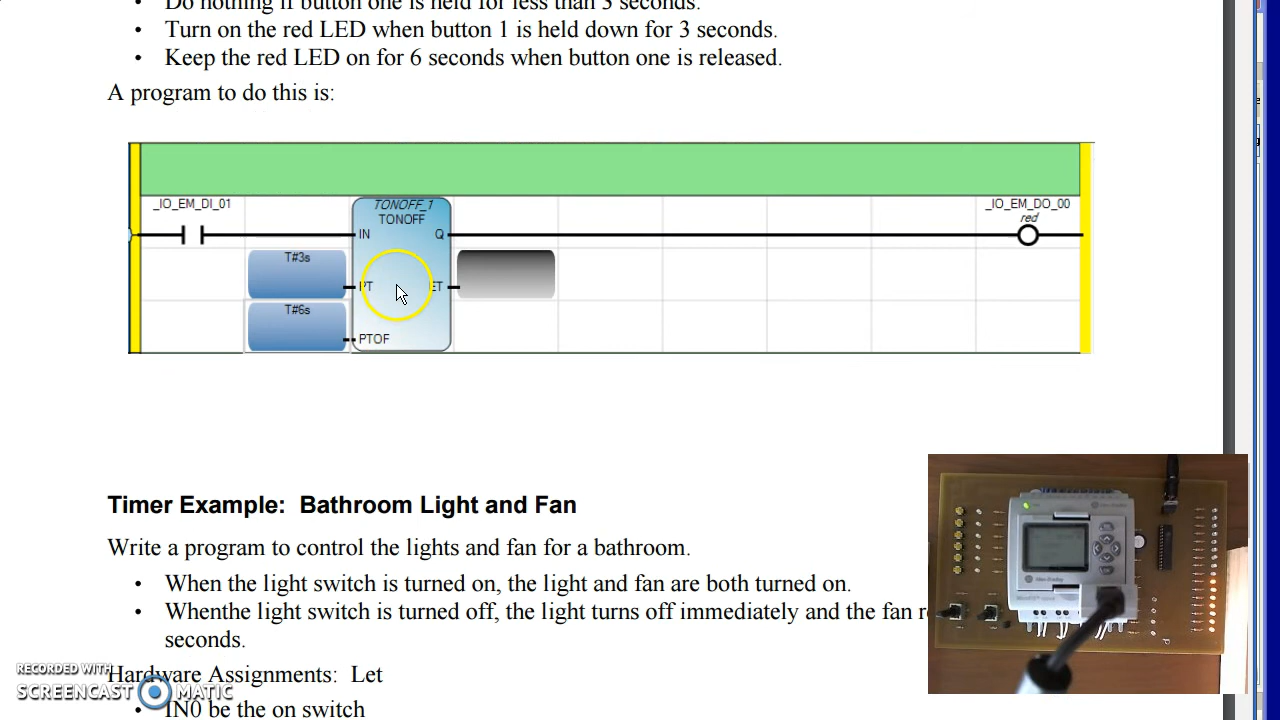 • Do nothing if button one is held for less than 3 seconds.
• Turn on the red LED when button 1 is held down for 3 seconds.
• Keep the red LED on for 6 seconds when button one is released.
A program to do this is:
_IO_EM_DI_01
TONOFF_1
TONOFF
_IO_EM_DO_00
red
IN Q
T#3s
PT ET
T#6s
PTOF
Timer Example: Bathroom Light and Fan
Write a program to control the lights and fan for a bathroom.
• When the light switch is turned on, the light and fan are both turned on.
• Whenthe light switch is turned off, the light turns off immediately and the fan
seconds.
Hardware Assignments: Let
• IN0 be the on switch
RECORDED WITH
SCREENCAST MATIC